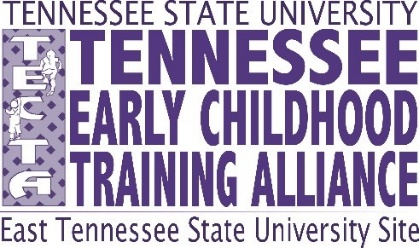 TENNESSEE STATE UNIVERSITY
TECTA
TENNESSEE
EARLY CHILDHOOD
TRAINING ALLIANCE
East Tennessee State University Site